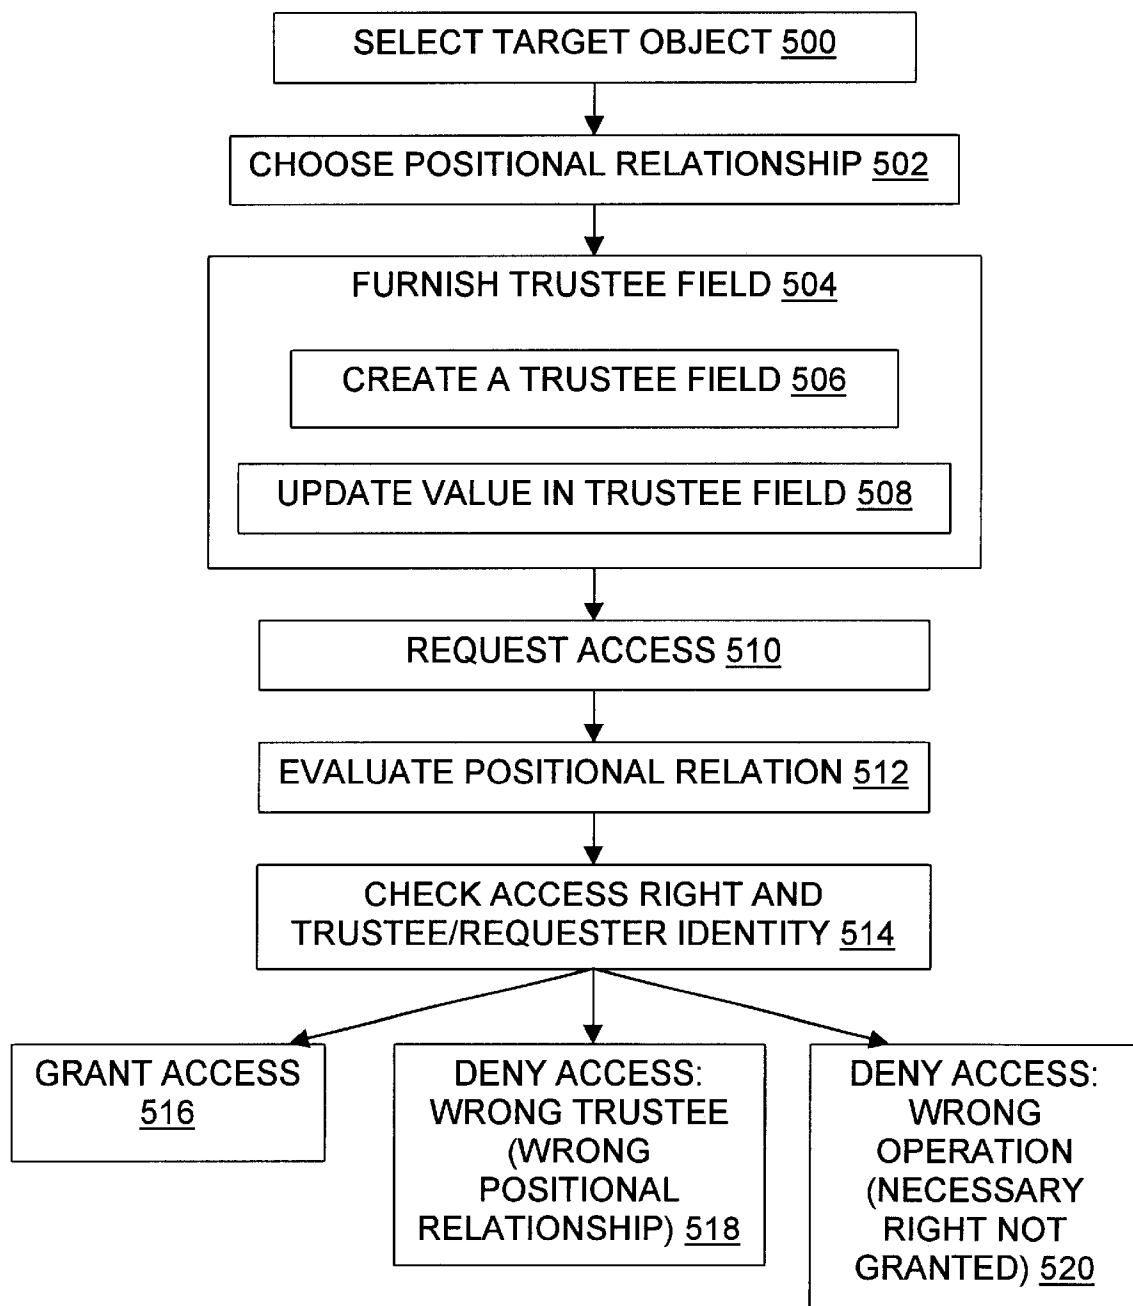 SELECT TARGET OBJECT 500
CHOOSE POSITIONAL RELATIONSHIP 502
FURNISH TRUSTEE FIELD 504
CREATE A TRUSTEE FIELD 506
UPDATE VALUE IN TRUSTEE FIELD 508
REQUEST ACCESS 510
EVALUATE POSITIONAL RELATION 512
CHECK ACCESS RIGHT AND
TRUSTEE/REQUESTER IDENTITY 514
GRANT ACCESS
516
DENY ACCESS:
WRONG TRUSTEE
(WRONG
POSITIONAL
RELATIONSHIP) 518
DENY ACCESS:
WRONG
OPERATION
(NECESSARY
RIGHT NOT
GRANTED) 520